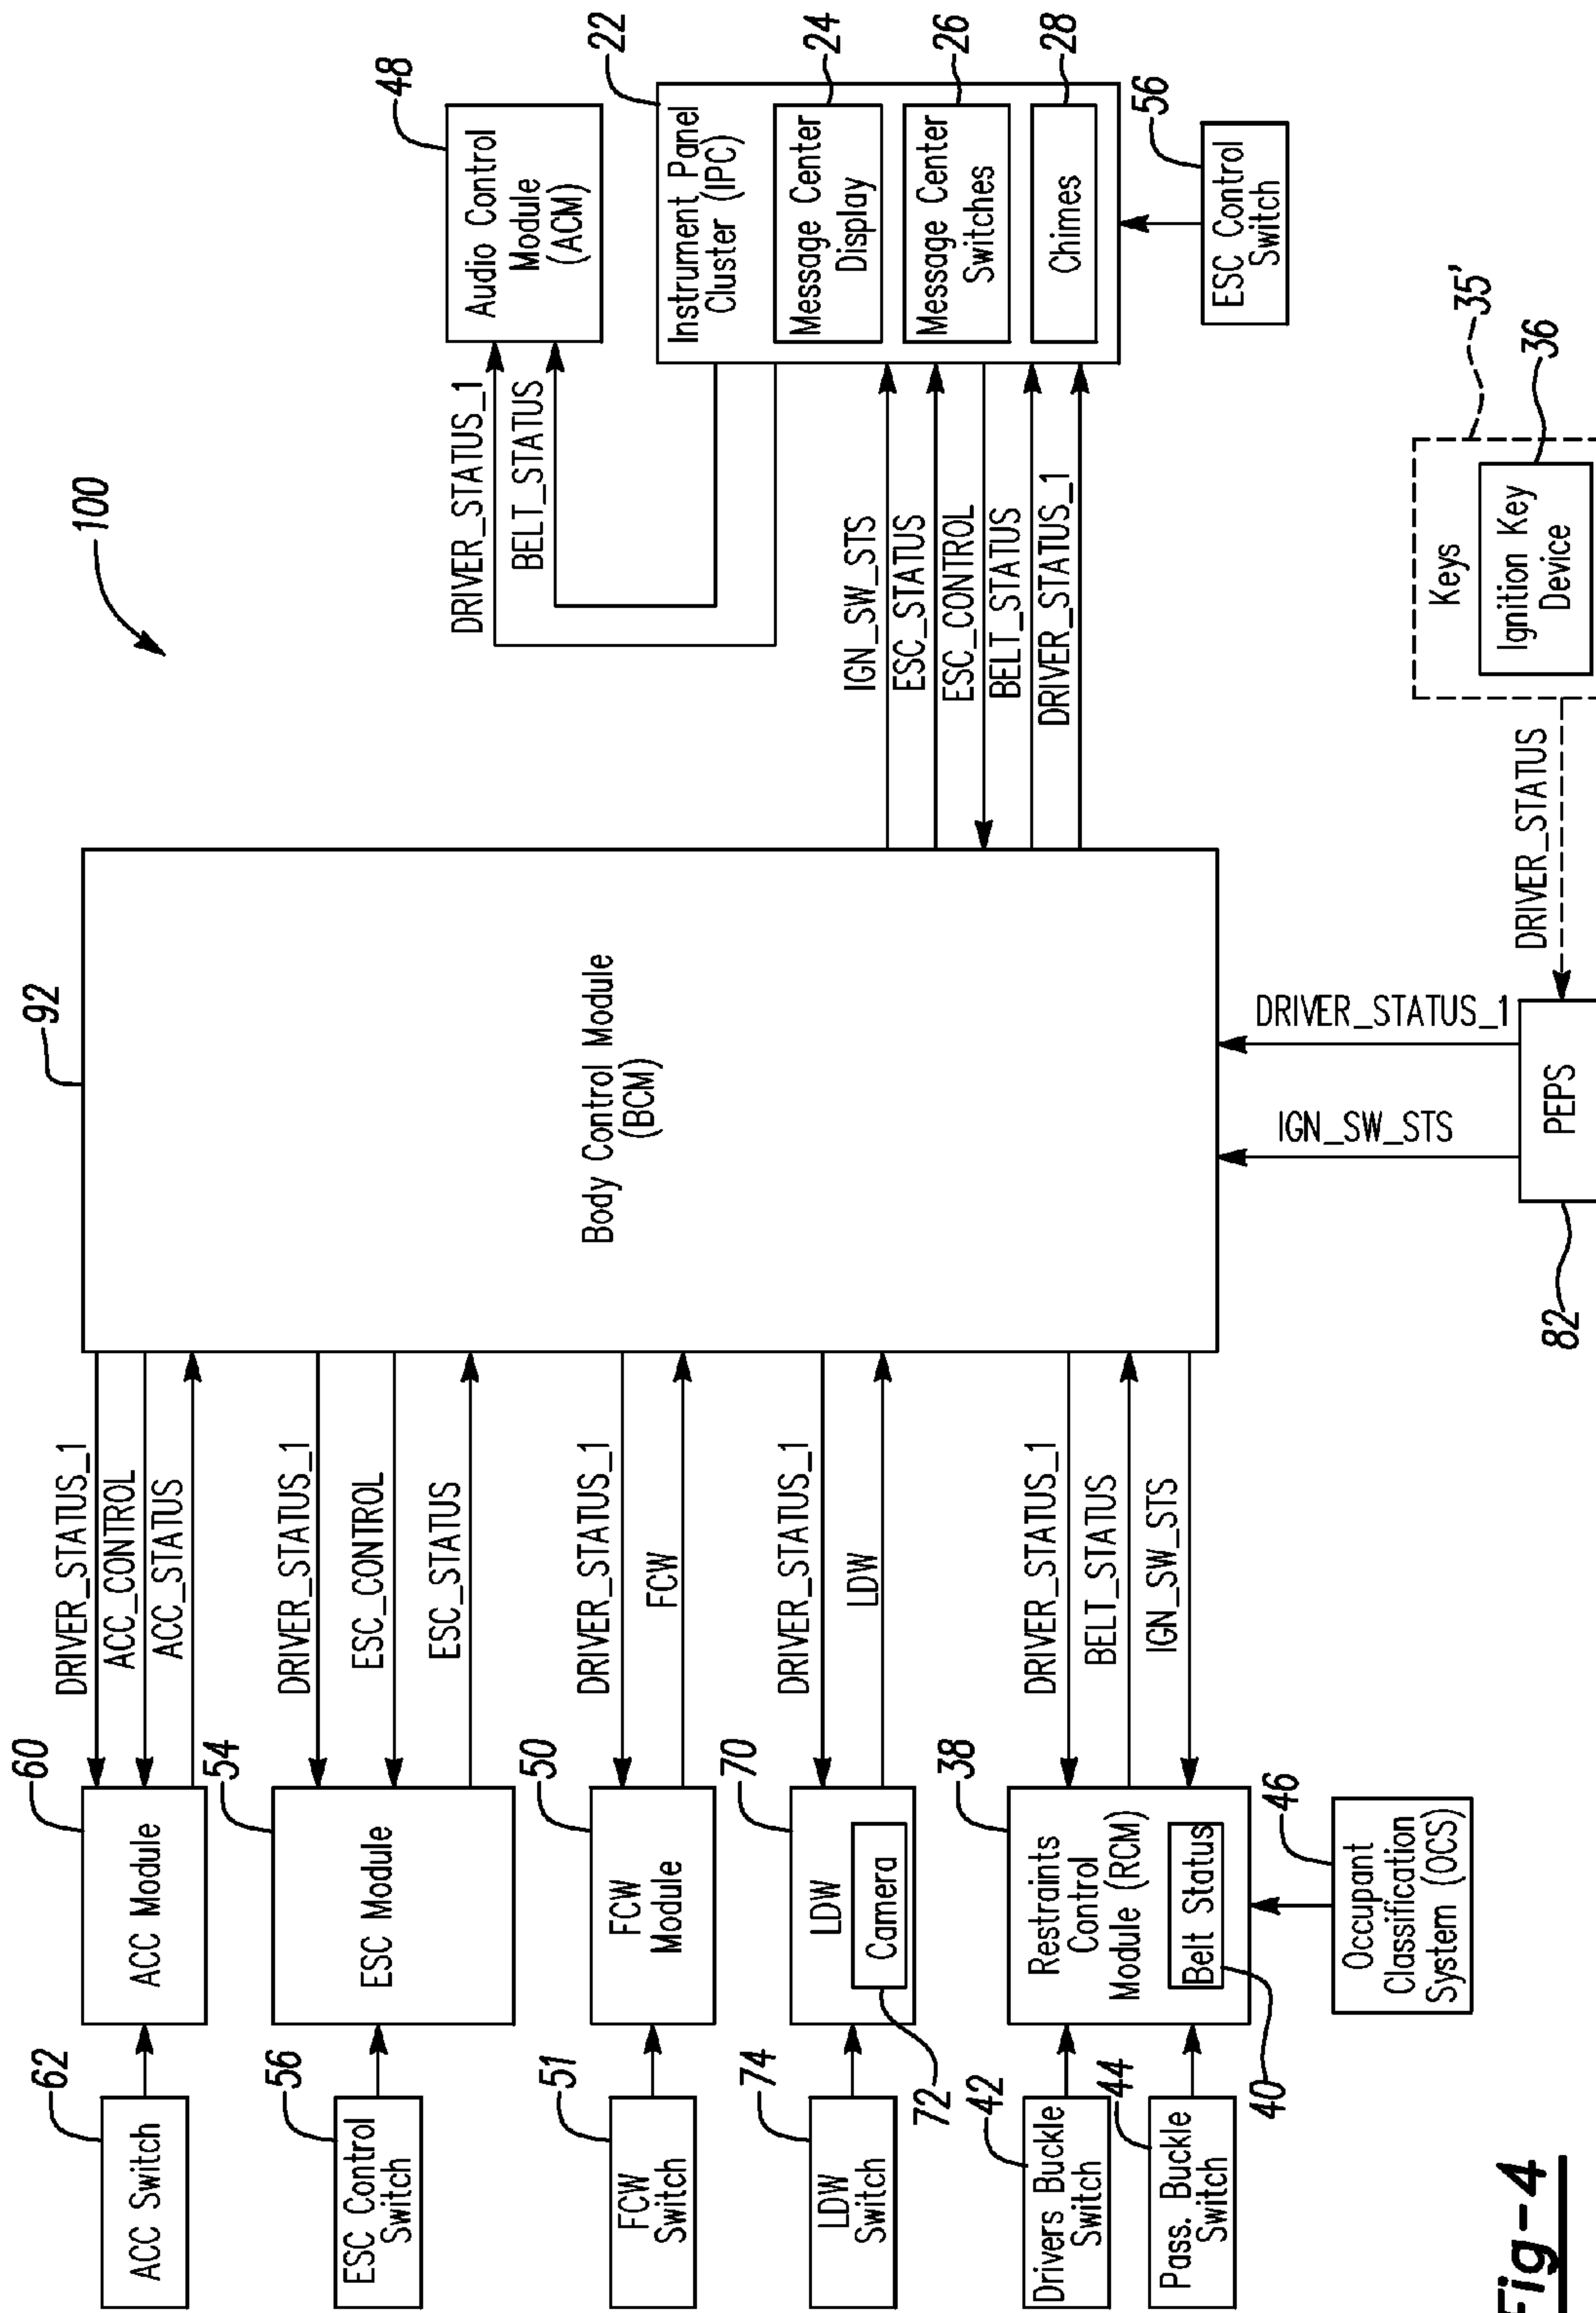 100
92
62
ACC Switch
60
ACC Module
DRIVER_STATUS_1
ACC_CONTROL
ACC_STATUS
56
ESC Control
Switch
54
ESC Module
DRIVER_STATUS_1
ESC_CONTROL
ESC_STATUS
51
FCW
Switch
50
FCW
Module
DRIVER_STATUS_1
FCW
74
LDW
Switch
70
LDW
Camera
72
DRIVER_STATUS_1
LDW
42
Drivers Buckle
Switch
44
Pass. Buckle
Switch
38
Restraints
Control
Module (RCM)
Belt Status
40
46
Occupant
Classification
System (OCS)
DRIVER_STATUS_1
BELT_STATUS
IGN_SW_STS
Body Control Module
(BCM)
48
Audio Control
Module
(ACM)
DRIVER_STATUS_1
BELT_STATUS
22
Instrument Panel
Cluster (IPC)
Message Center
Display
24
Message Center
Switches
26
Chimes
28
IGN_SW_STS
ESC_STATUS
ESC_CONTROL
BELT_STATUS
DRIVER_STATUS_1
56
ESC Control
Switch
35'
Keys
Ignition Key
Device
36
DRIVER_STATUS
IGN_SW_STS
DRIVER_STATUS_1
PEPS
82
Fig-4